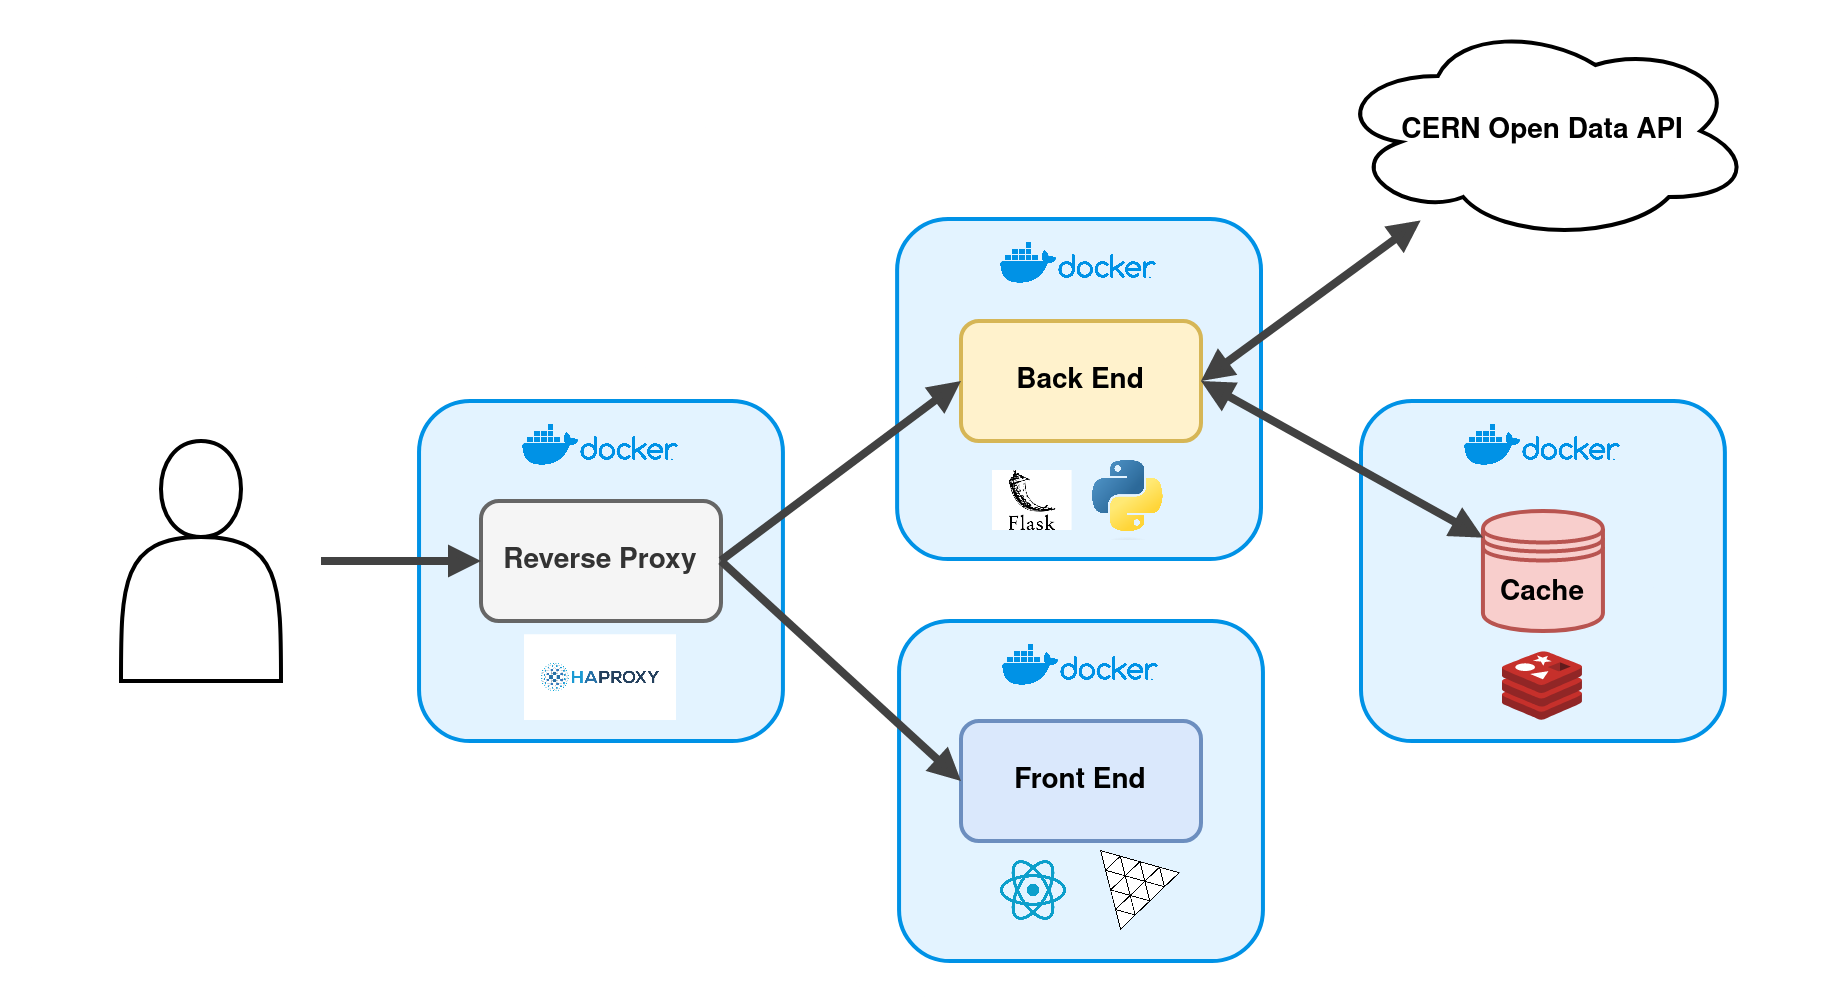 CERN Open Data API
docker
Back End
Flask
docker
Reverse Proxy
HAPROXY
docker
Cache
docker
Front End